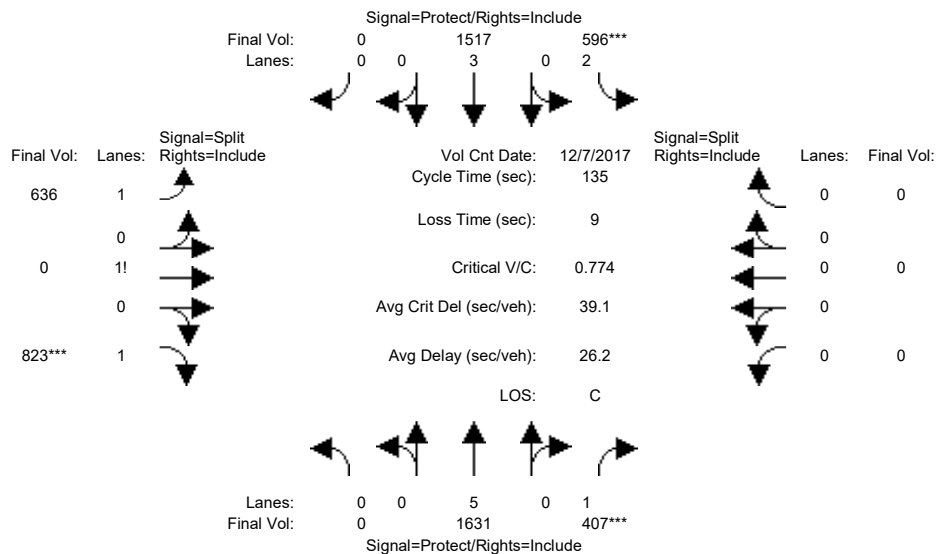 Signal=Protect/Rights=Include
Final Vol: 0 1517 596***
Lanes: 0 0 3 0 2
Signal=Split
Final Vol: Lanes: Rights=Include
Vol Cnt Date: 12/7/2017
Signal=Split
Rights=Include Lanes: Final Vol:
Cycle Time (sec): 135
636 1
0 0
Loss Time (sec): 9
0
0
0 1!
Critical V/C: 0.774
0 0
0
Avg Crit Del (sec/veh): 39.1
0
823*** 1
Avg Delay (sec/veh): 26.2
0 0
LOS: C
Lanes: 0 0 5 0 1
Final Vol: 0 1631 407***
Signal=Protect/Rights=Include